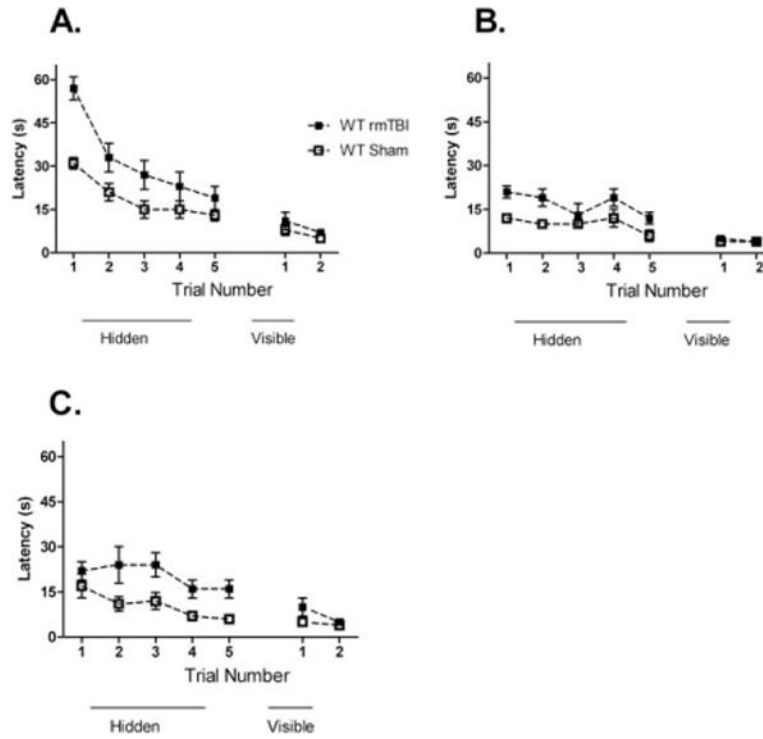 A.
60
45
30
15
0
Latency (s)
WT rmTBI
WT Sham
1 2 3 4 5 1 2
Trial Number
Hidden Visible
B.
60
45
30
15
0
Latency (s)
1 2 3 4 5 1 2
Trial Number
Hidden Visible
C.
60
45
30
15
0
Latency (s)
1 2 3 4 5 1 2
Trial Number
Hidden Visible